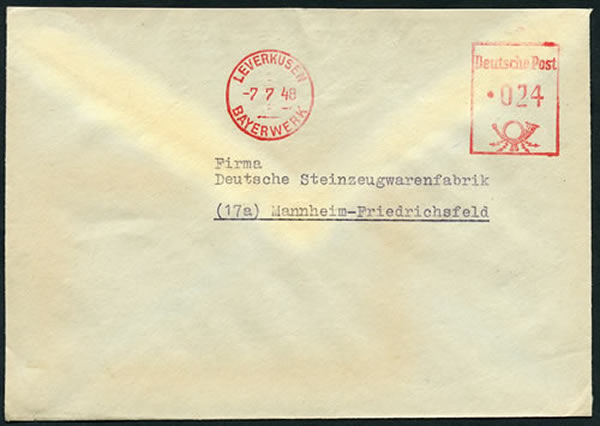 LEVERKUSEN
-7 7 48
BAYERWERK
Deutsche Post
024
Firma
Deutsche Steinzeugwarenfabrik
(17a) Mannheim-Friedrichsfeld